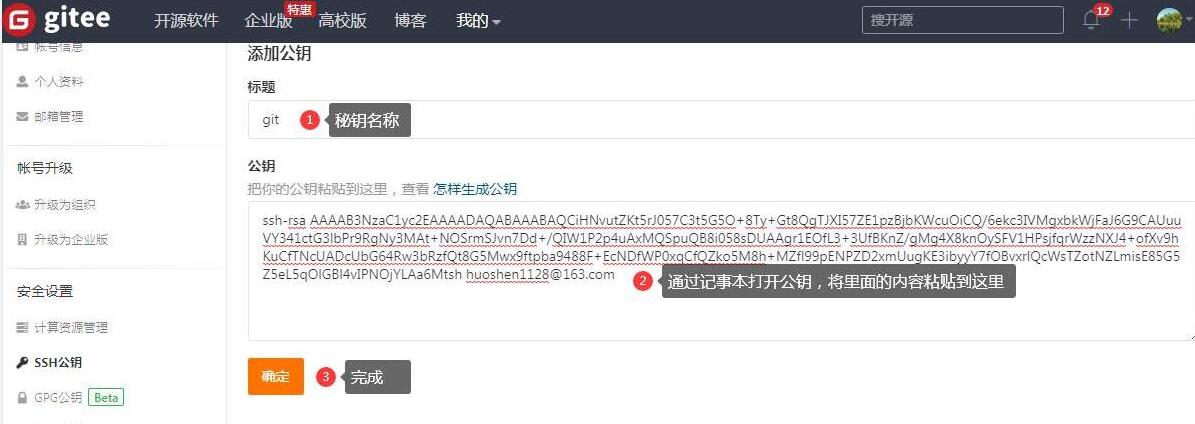 gitee 开源软件 企业版 特惠 高校版 博客 我的 搜开源 12
帐号信息
个人资料
邮箱管理
帐号升级
升级为组织
升级为企业版
安全设置
计算资源管理
SSH公钥
GPG公钥 Beta
添加公钥
标题
git 1 秘钥名称
公钥
把你的公钥粘贴到这里，查看 怎样生成公钥
ssh-rsa AAAAB3NzaC1yc2EAAAADAQABAAABAQCiHNvutZKt5rJ057C3t5G5O+8Ty+Gt8QgTJXI57ZE1pzBjbKWcuOiCQ/6ekc3IVMgxbkWjFaJ6G9CAUuu
VY341ctG3lbPr9RgNy3MAt+NOSrmSJvn7Dd+/QIW1P2p4uAxMQSpuQB8i058sDUAAgr1EOfL3+3UfBKnZ/gMg4X8knOySFV1HPsjfqrWzzNXJ4+ofXv9h
KuCfTNcUADcUbG64Rw3bRzfQt8G5Mwx9ftpba9488F+EcNDfWP0xqCfQZko5M8h+MZfI99pENPZD2xmUugKE3ibyyY7fOBvxrIQcWsTZotNZLmisE85G5
Z5eL5qOIGBl4vIPNOjYLAa6Mtsh huoshen1128@163.com
2 通过记事本打开公钥，将里面的内容粘贴到这里
确定 3 完成